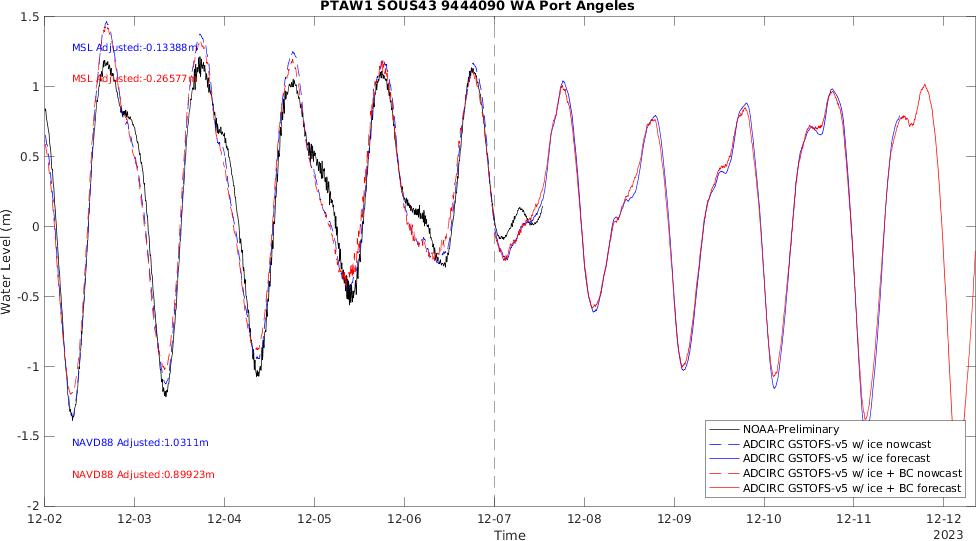 PTAW1 SOUS43 9444090 WA Port Angeles
1.5
1
0.5
0
-0.5
-1
-1.5
-2
Water Level (m)
MSL Adjusted:-0.13388m
MSL Adjusted:-0.26577m
NAVD88 Adjusted:1.0311m
NAVD88 Adjusted:0.89923m
NOAA-Preliminary
ADCIRC GSTOFS-v5 w/ ice nowcast
ADCIRC GSTOFS-v5 w/ ice forecast
ADCIRC GSTOFS-v5 w/ ice + BC nowcast
ADCIRC GSTOFS-v5 w/ ice + BC forecast
12-02 12-03 12-04 12-05 12-06 12-07 12-08 12-09 12-10 12-11 12-12
Time 2023